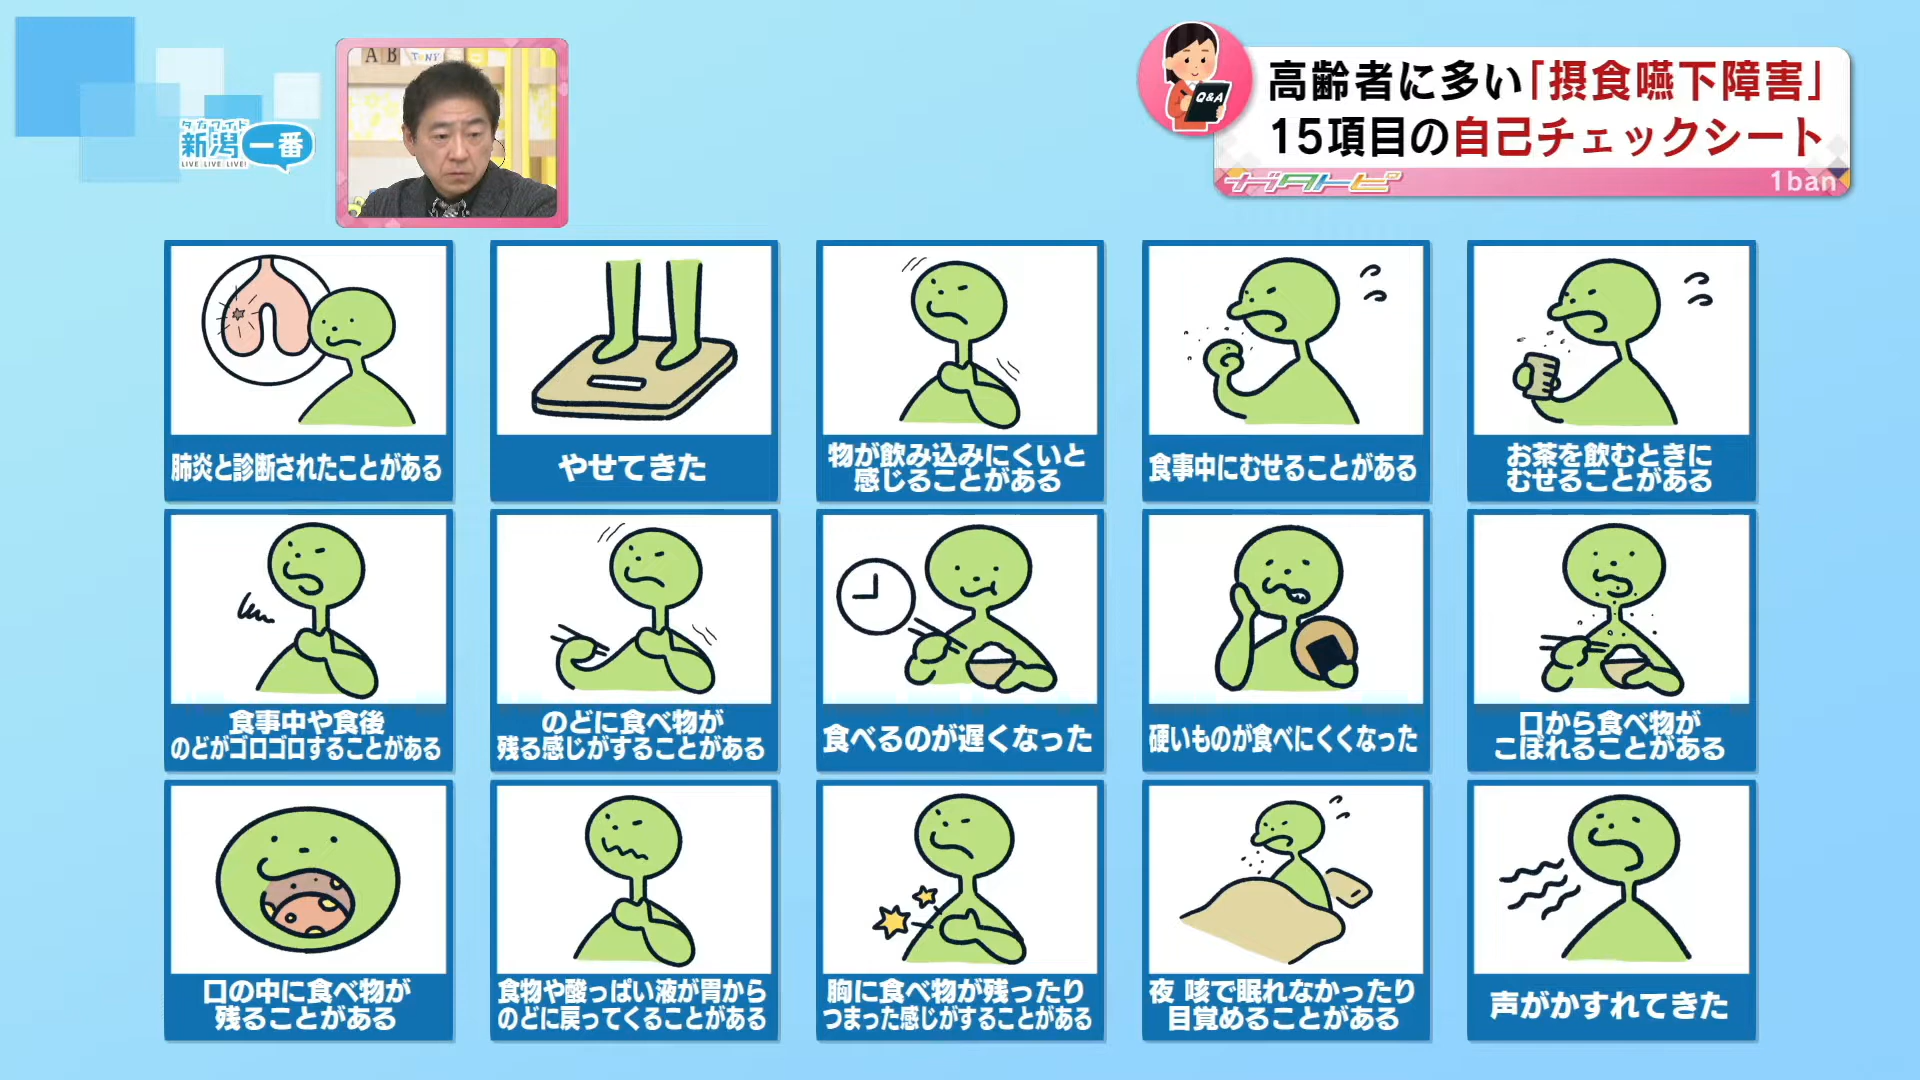 夕方ワイド
新潟一番
LIVE LIVE LIVE!
A B
Q&A
高齢者に多い「摂食嚥下障害」
15項目の自己チェックシート
ガタトピ
1ban
肺炎と診断されたことがある
やせてきた
物が飲み込みにくいと
感じることがある
食事中にむせることがある
お茶を飲むときに
むせることがある
食事中や食後
のどがゴロゴロすることがある
のどに食べ物が
残る感じがすることがある
食べるのが遅くなった
硬いものが食べにくくなった
口から食べ物が
こぼれることがある
口の中に食べ物が
残ることがある
食物や酸っぱい液が胃から
のどに戻ってくることがある
胸に食べ物が残ったり
つまった感じがすることがある
夜 咳で眠れなかったり
目覚めることがある
声がかすれてきた